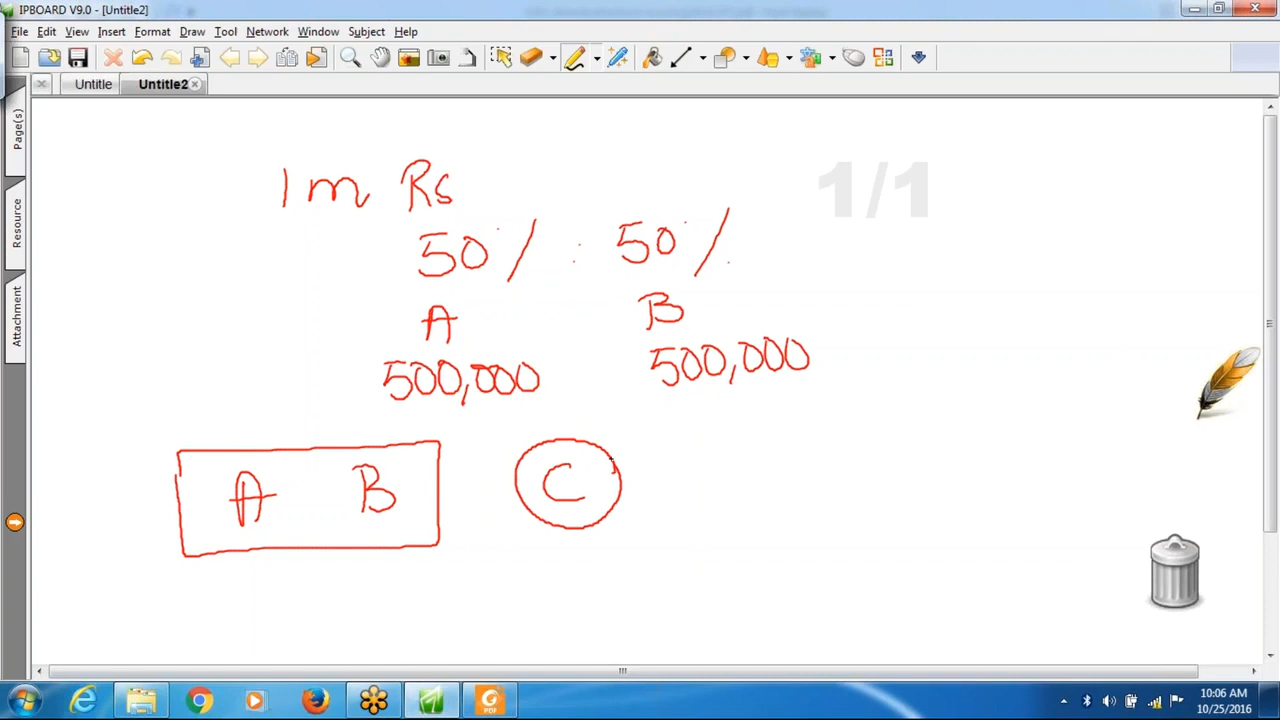 IPBOARD V9.0 - [Untitle2]
File Edit View Insert Format Draw Tool Network Window Subject Help
Untitle Untitle2
Page(s)
Resource
Attachment
1/1
1 m Rs
50% : 50%
A B
500,000 500,000
A B C
PDF
10:06 AM
10/25/2016